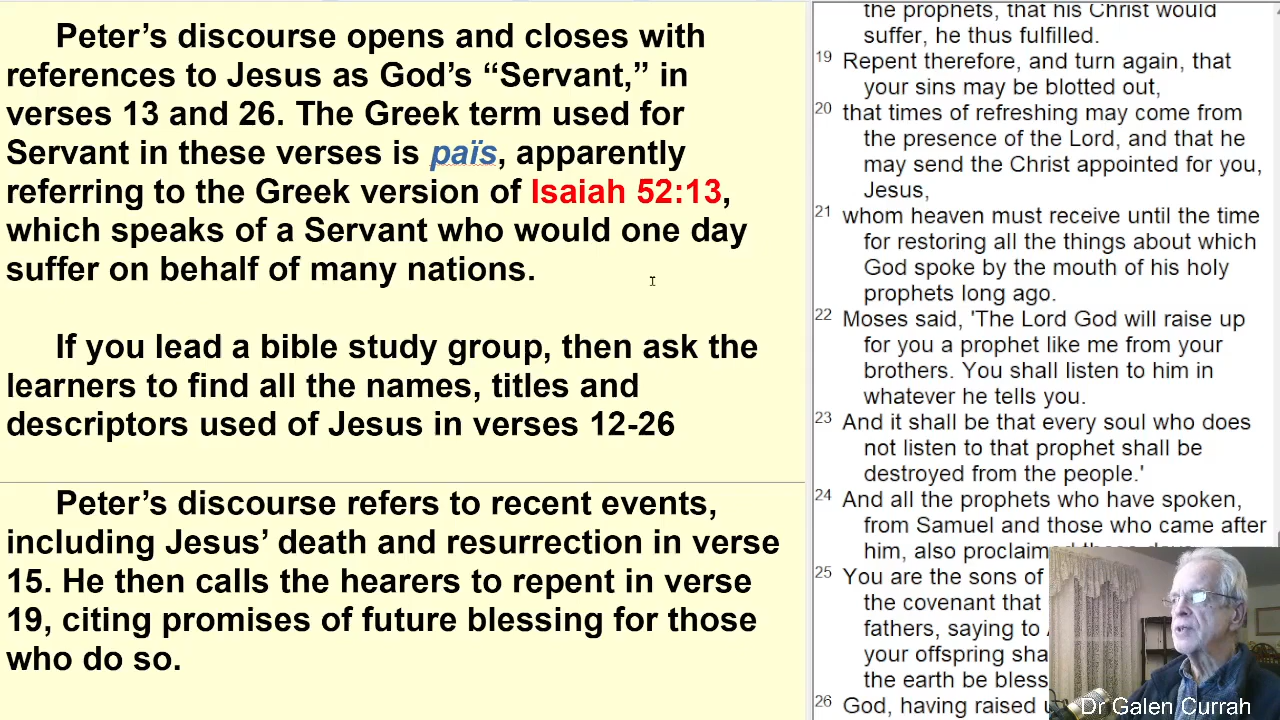 Peter’s discourse opens and closes with
references to Jesus as God’s “Servant,” in
verses 13 and 26. The Greek term used for
Servant in these verses is païs, apparently
referring to the Greek version of Isaiah 52:13,
which speaks of a Servant who would one day
suffer on behalf of many nations.
If you lead a bible study group, then ask the
learners to find all the names, titles and
descriptors used of Jesus in verses 12-26
Peter’s discourse refers to recent events,
including Jesus’ death and resurrection in verse
15. He then calls the hearers to repent in verse
19, citing promises of future blessing for those
who do so.
the prophets, that his Christ would
suffer, he thus fulfilled.
19 Repent therefore, and turn again, that
your sins may be blotted out,
20 that times of refreshing may come from
the presence of the Lord, and that he
may send the Christ appointed for you,
Jesus,
21 whom heaven must receive until the time
for restoring all the things about which
God spoke by the mouth of his holy
prophets long ago.
22 Moses said, 'The Lord God will raise up
for you a prophet like me from your
brothers. You shall listen to him in
whatever he tells you.
23 And it shall be that every soul who does
not listen to that prophet shall be
destroyed from the people.'
24 And all the prophets who have spoken,
from Samuel and those who came after
him, also proclaimed
25 You are the sons of
the covenant that
fathers, saying to
your offspring
the earth be
26 God, having raised
Dr Galen Currah